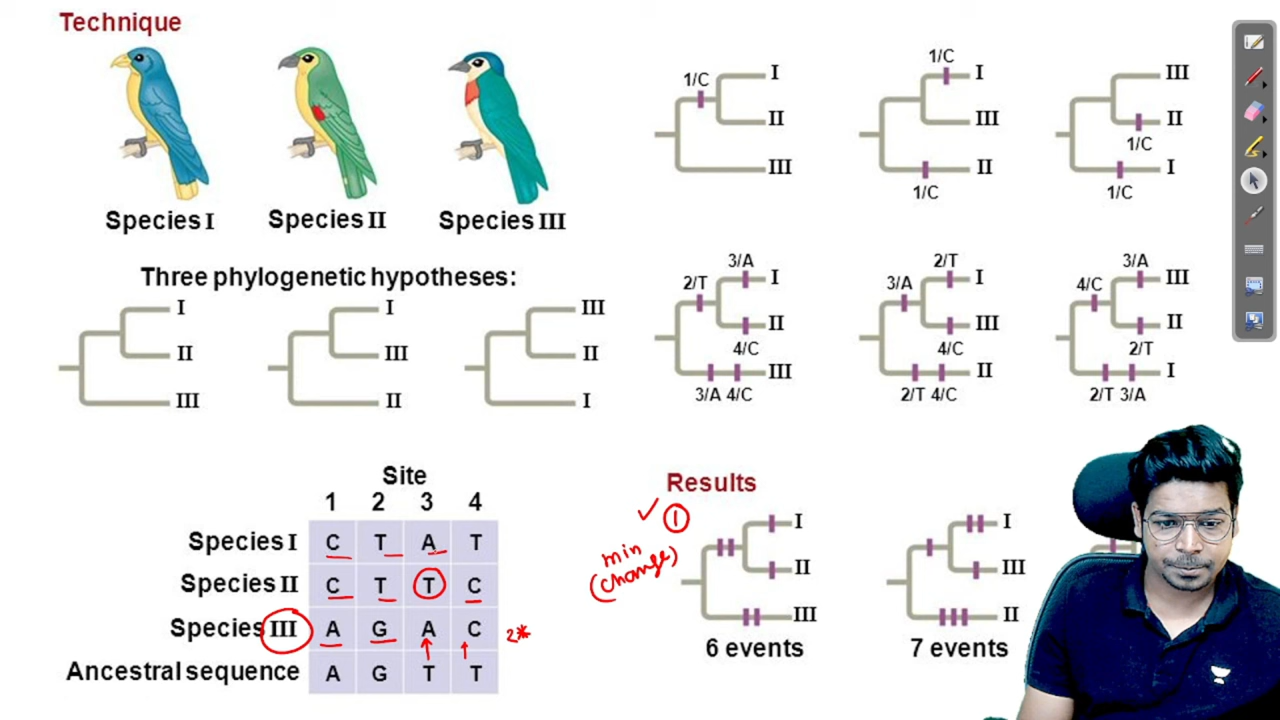 Technique
Species I
Species II
Species III
Three phylogenetic hypotheses:
I
II
III
I
III
II
III
II
I
Site
1 2 3 4
Species I C T A T
Species II C T T C
Species III A G A C 2*
Ancestral sequence A G T T
1/C
I
II
III
1/C
I
III
II
1/C
III
II
1/C
I
1/C
3/A
2/T
I
II
4/C
III
3/A 4/C
2/T
3/A
I
III
4/C
II
2/T 4/C
3/A
4/C
III
II
2/T
I
2/T 3/A
Results
1
min
(change)
I
II
III
6 events
I
III
II
7 events